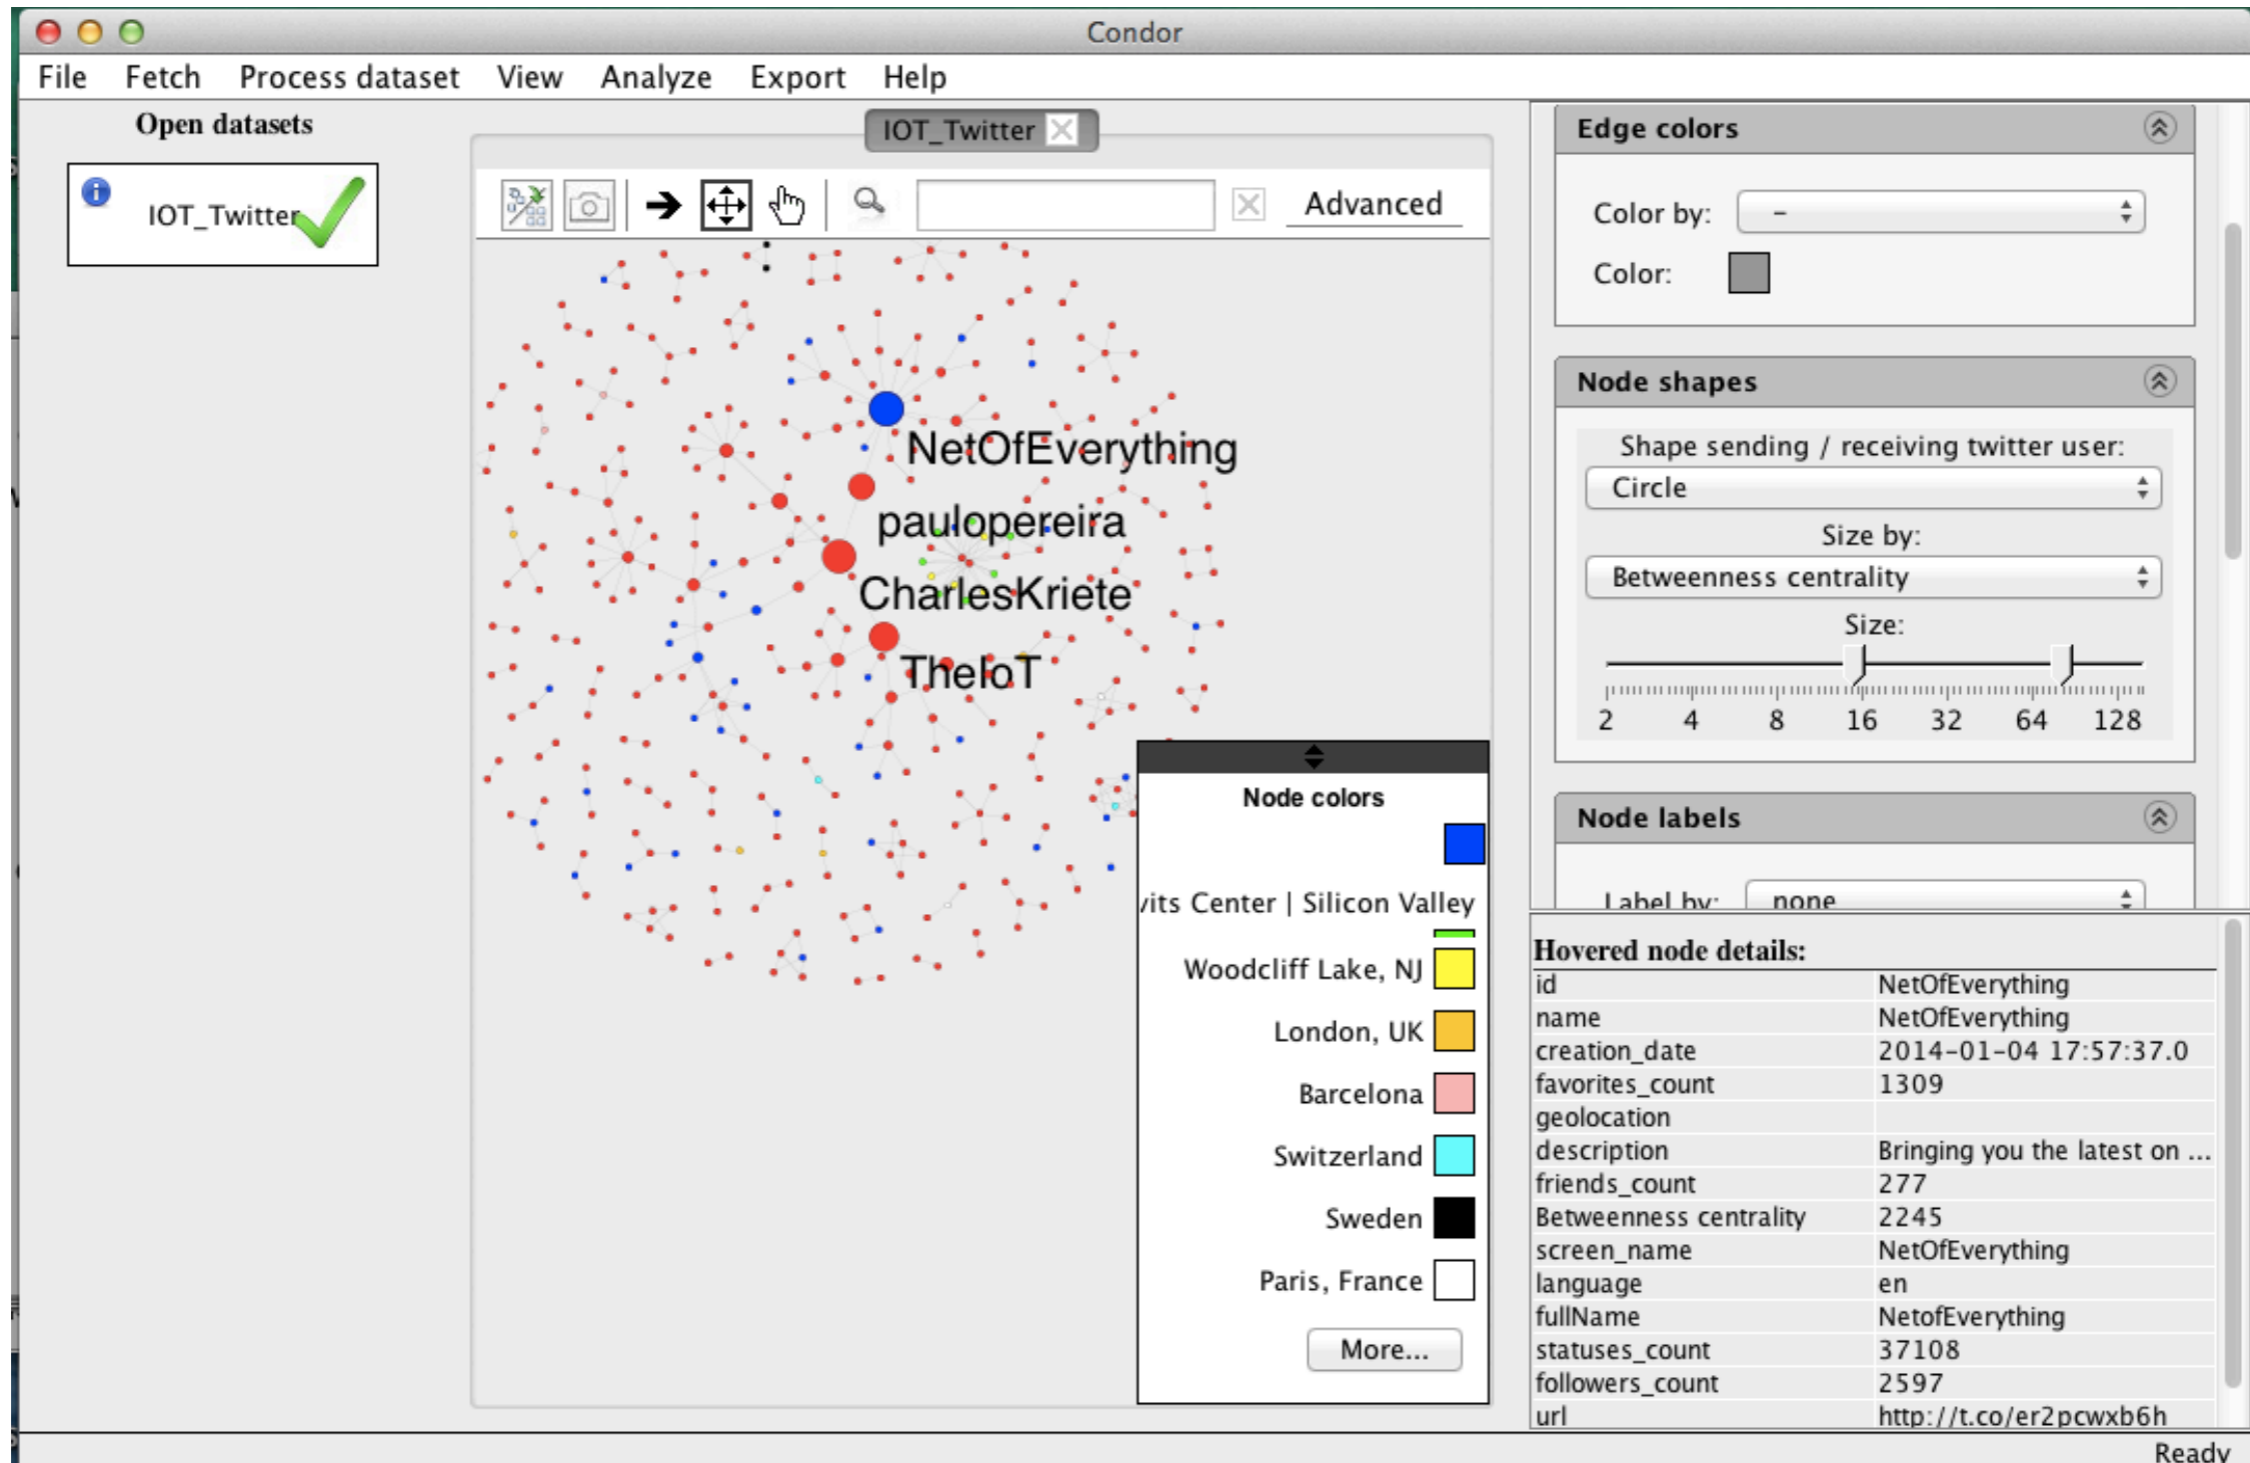 Condor
File Fetch Process dataset View Analyze Export Help
Open datasets
IOT_Twitter
IOT_Twitter
Advanced
NetOfEverything
paulopereira
CharlesKriete
TheIoT
Node colors
vits Center | Silicon Valley
Woodcliff Lake, NJ
London, UK
Barcelona
Switzerland
Sweden
Paris, France
More...
Edge colors
Color by: –
Color:
Node shapes
Shape sending / receiving twitter user:
Circle
Size by:
Betweenness centrality
Size:
2 4 8 16 32 64 128
Node labels
Label by: none
Hovered node details:
id NetOfEverything
name NetOfEverything
creation_date 2014-01-04 17:57:37.0
favorites_count 1309
geolocation
description Bringing you the latest on ...
friends_count 277
Betweenness centrality 2245
screen_name NetOfEverything
language en
fullName NetofEverything
statuses_count 37108
followers_count 2597
url http://t.co/er2pcwxb6h
Ready